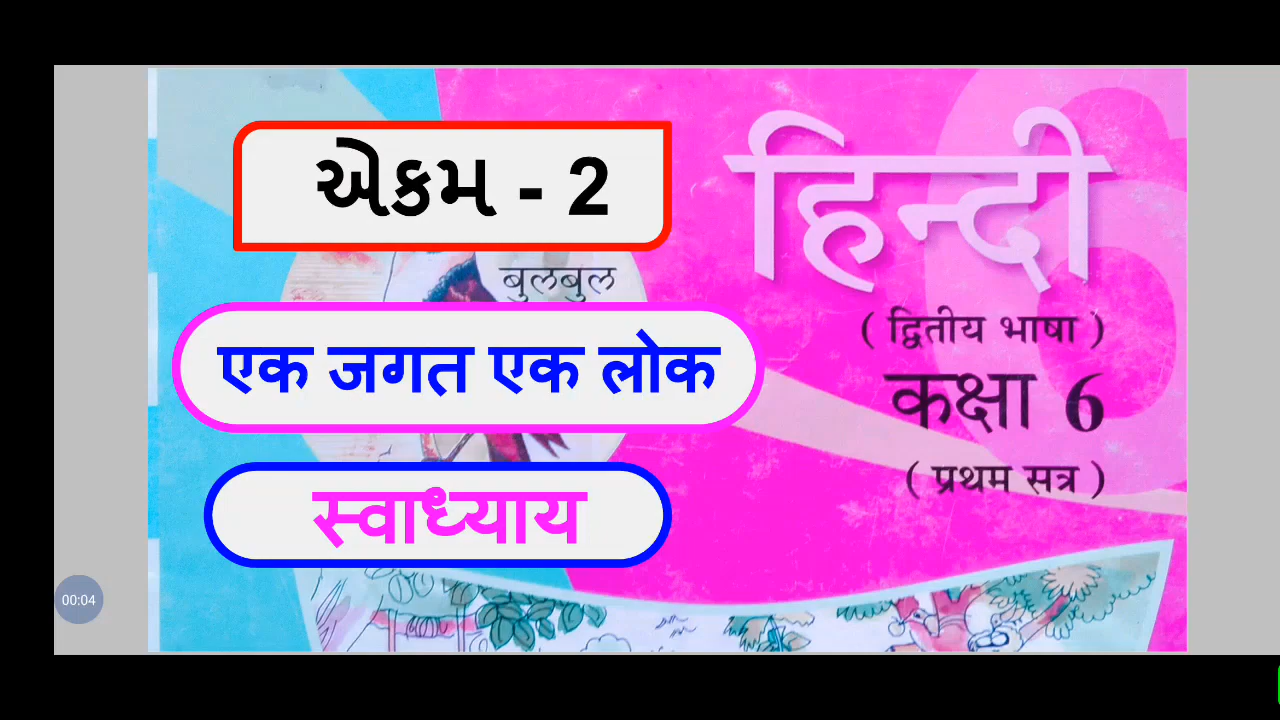 એકમ - 2
बुलबुल
एक जगत एक लोक
स्वाध्याय
हिन्दी
( द्वितीय भाषा )
कक्षा 6
( प्रथम सत्र )
00:04